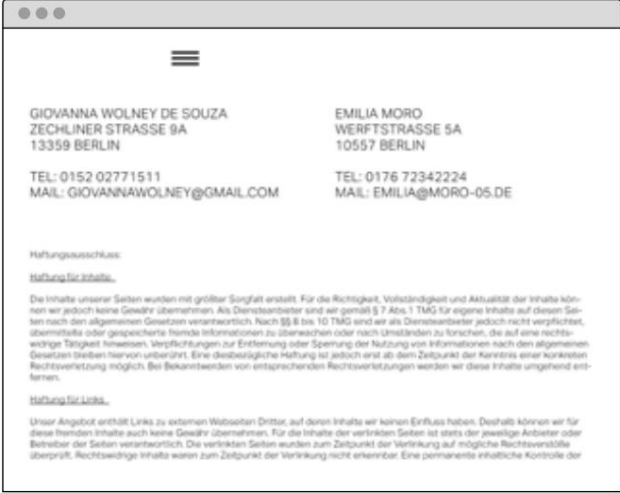 GIOVANNA WOLNEY DE SOUZA
ZECHLINER STRASSE 9A
13359 BERLIN
TEL: 0152 02771511
MAIL: GIOVANNAWOLNEY@GMAIL.COM
EMILIA MORO
WERFTSTRASSE 5A
10557 BERLIN
TEL: 0176 72342224
MAIL: EMILIA@MORO-05.DE
Haftungsausschluss:
Haftung für Inhalte
Die Inhalte unserer Seiten wurden mit größter Sorgfalt erstellt. Für die Richtigkeit, Vollständigkeit und Aktualität der Inhalte kön-
nen wir jedoch keine Gewähr übernehmen. Als Diensteanbieter sind wir gemäß § 7 Abs.1 TMG für eigene Inhalte auf diesen Sei-
ten nach den allgemeinen Gesetzen verantwortlich. Nach §§ 8 bis 10 TMG sind wir als Diensteanbieter jedoch nicht verpflichtet,
übermittelte oder gespeicherte fremde Informationen zu überwachen oder nach Umständen zu forschen, die auf eine rechts-
widrige Tätigkeit hinweisen. Verpflichtungen zur Entfernung oder Sperrung der Nutzung von Informationen nach den allgemeinen
Gesetzen bleiben hiervon unberührt. Eine diesbezügliche Haftung ist jedoch erst ab dem Zeitpunkt der Kenntnis einer konkreten
Rechtsverletzung möglich. Bei Bekanntwerden von entsprechenden Rechtsverletzungen werden wir diese Inhalte umgehend ent-
fernen.
Haftung für Links
Unser Angebot enthält Links zu externen Webseiten Dritter, auf deren Inhalte wir keinen Einfluss haben. Deshalb können wir für
diese fremden Inhalte auch keine Gewähr übernehmen. Für die Inhalte der verlinkten Seiten ist stets der jeweilige Anbieter oder
Betreiber der Seiten verantwortlich. Die verlinkten Seiten wurden zum Zeitpunkt der Verlinkung auf mögliche Rechtsverstöße
überprüft. Rechtswidrige Inhalte waren zum Zeitpunkt der Verlinkung nicht erkennbar. Eine permanente inhaltliche Kontrolle der